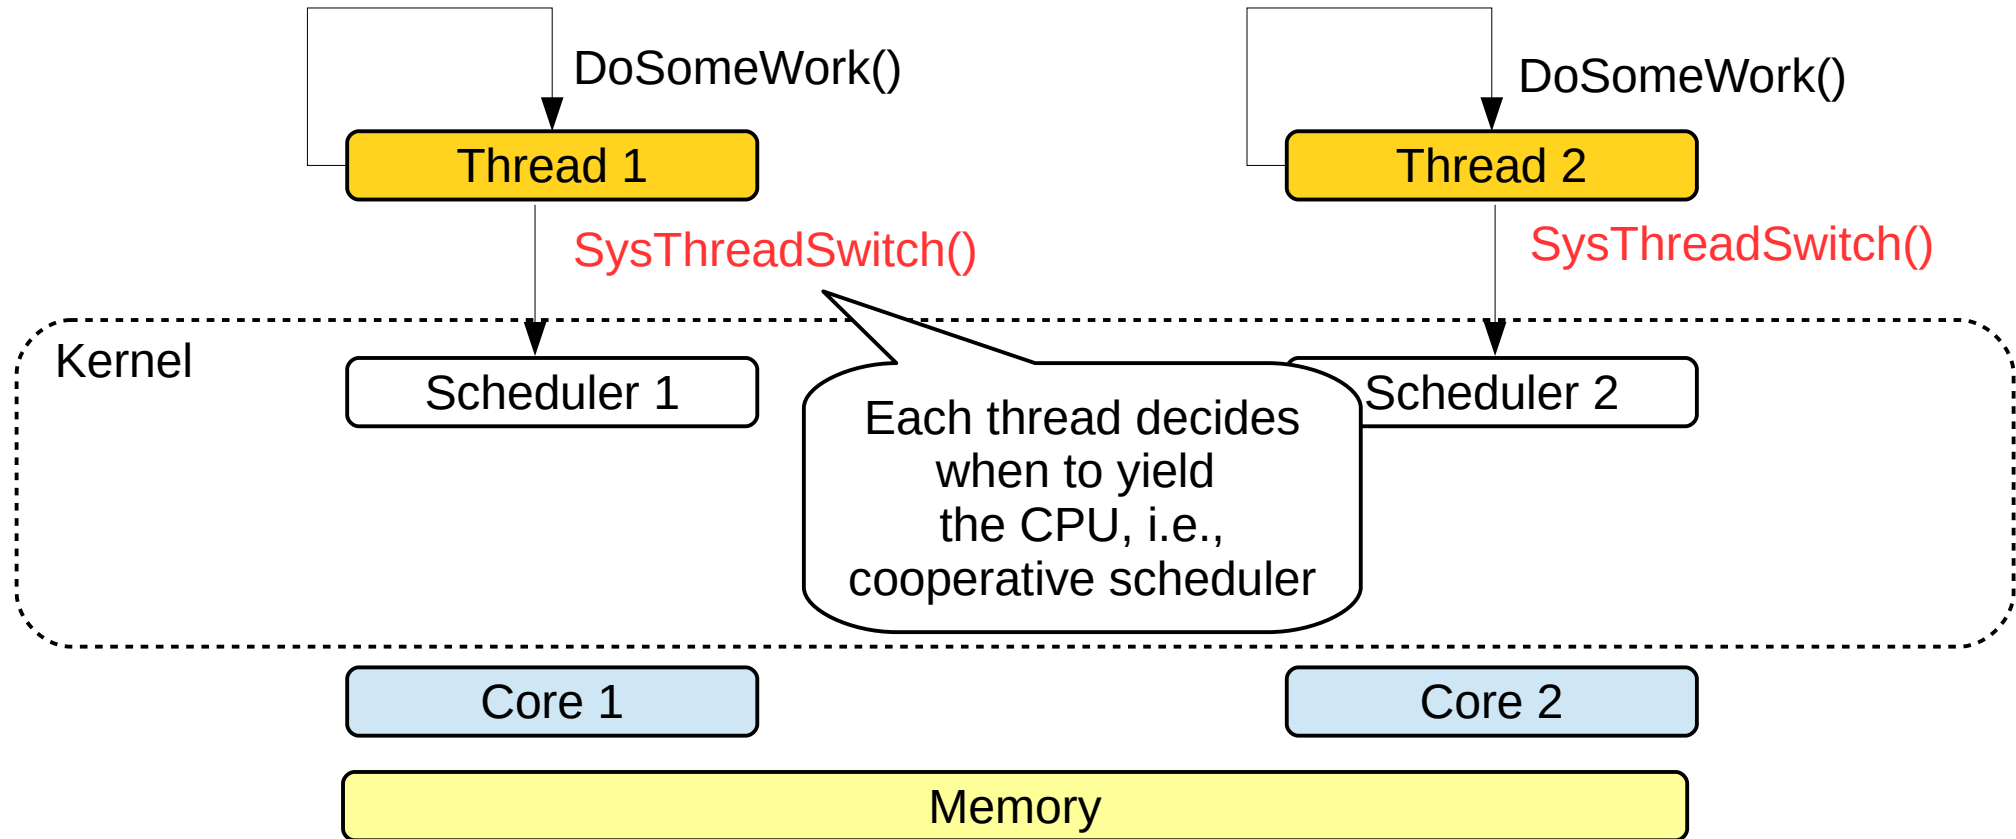 DoSomeWork()
DoSomeWork()
Thread 1
Thread 2
SysThreadSwitch()
SysThreadSwitch()
Kernel
Scheduler 1
Scheduler 2
Each thread decides
when to yield
the CPU, i.e.,
cooperative scheduler
Core 1
Core 2
Memory